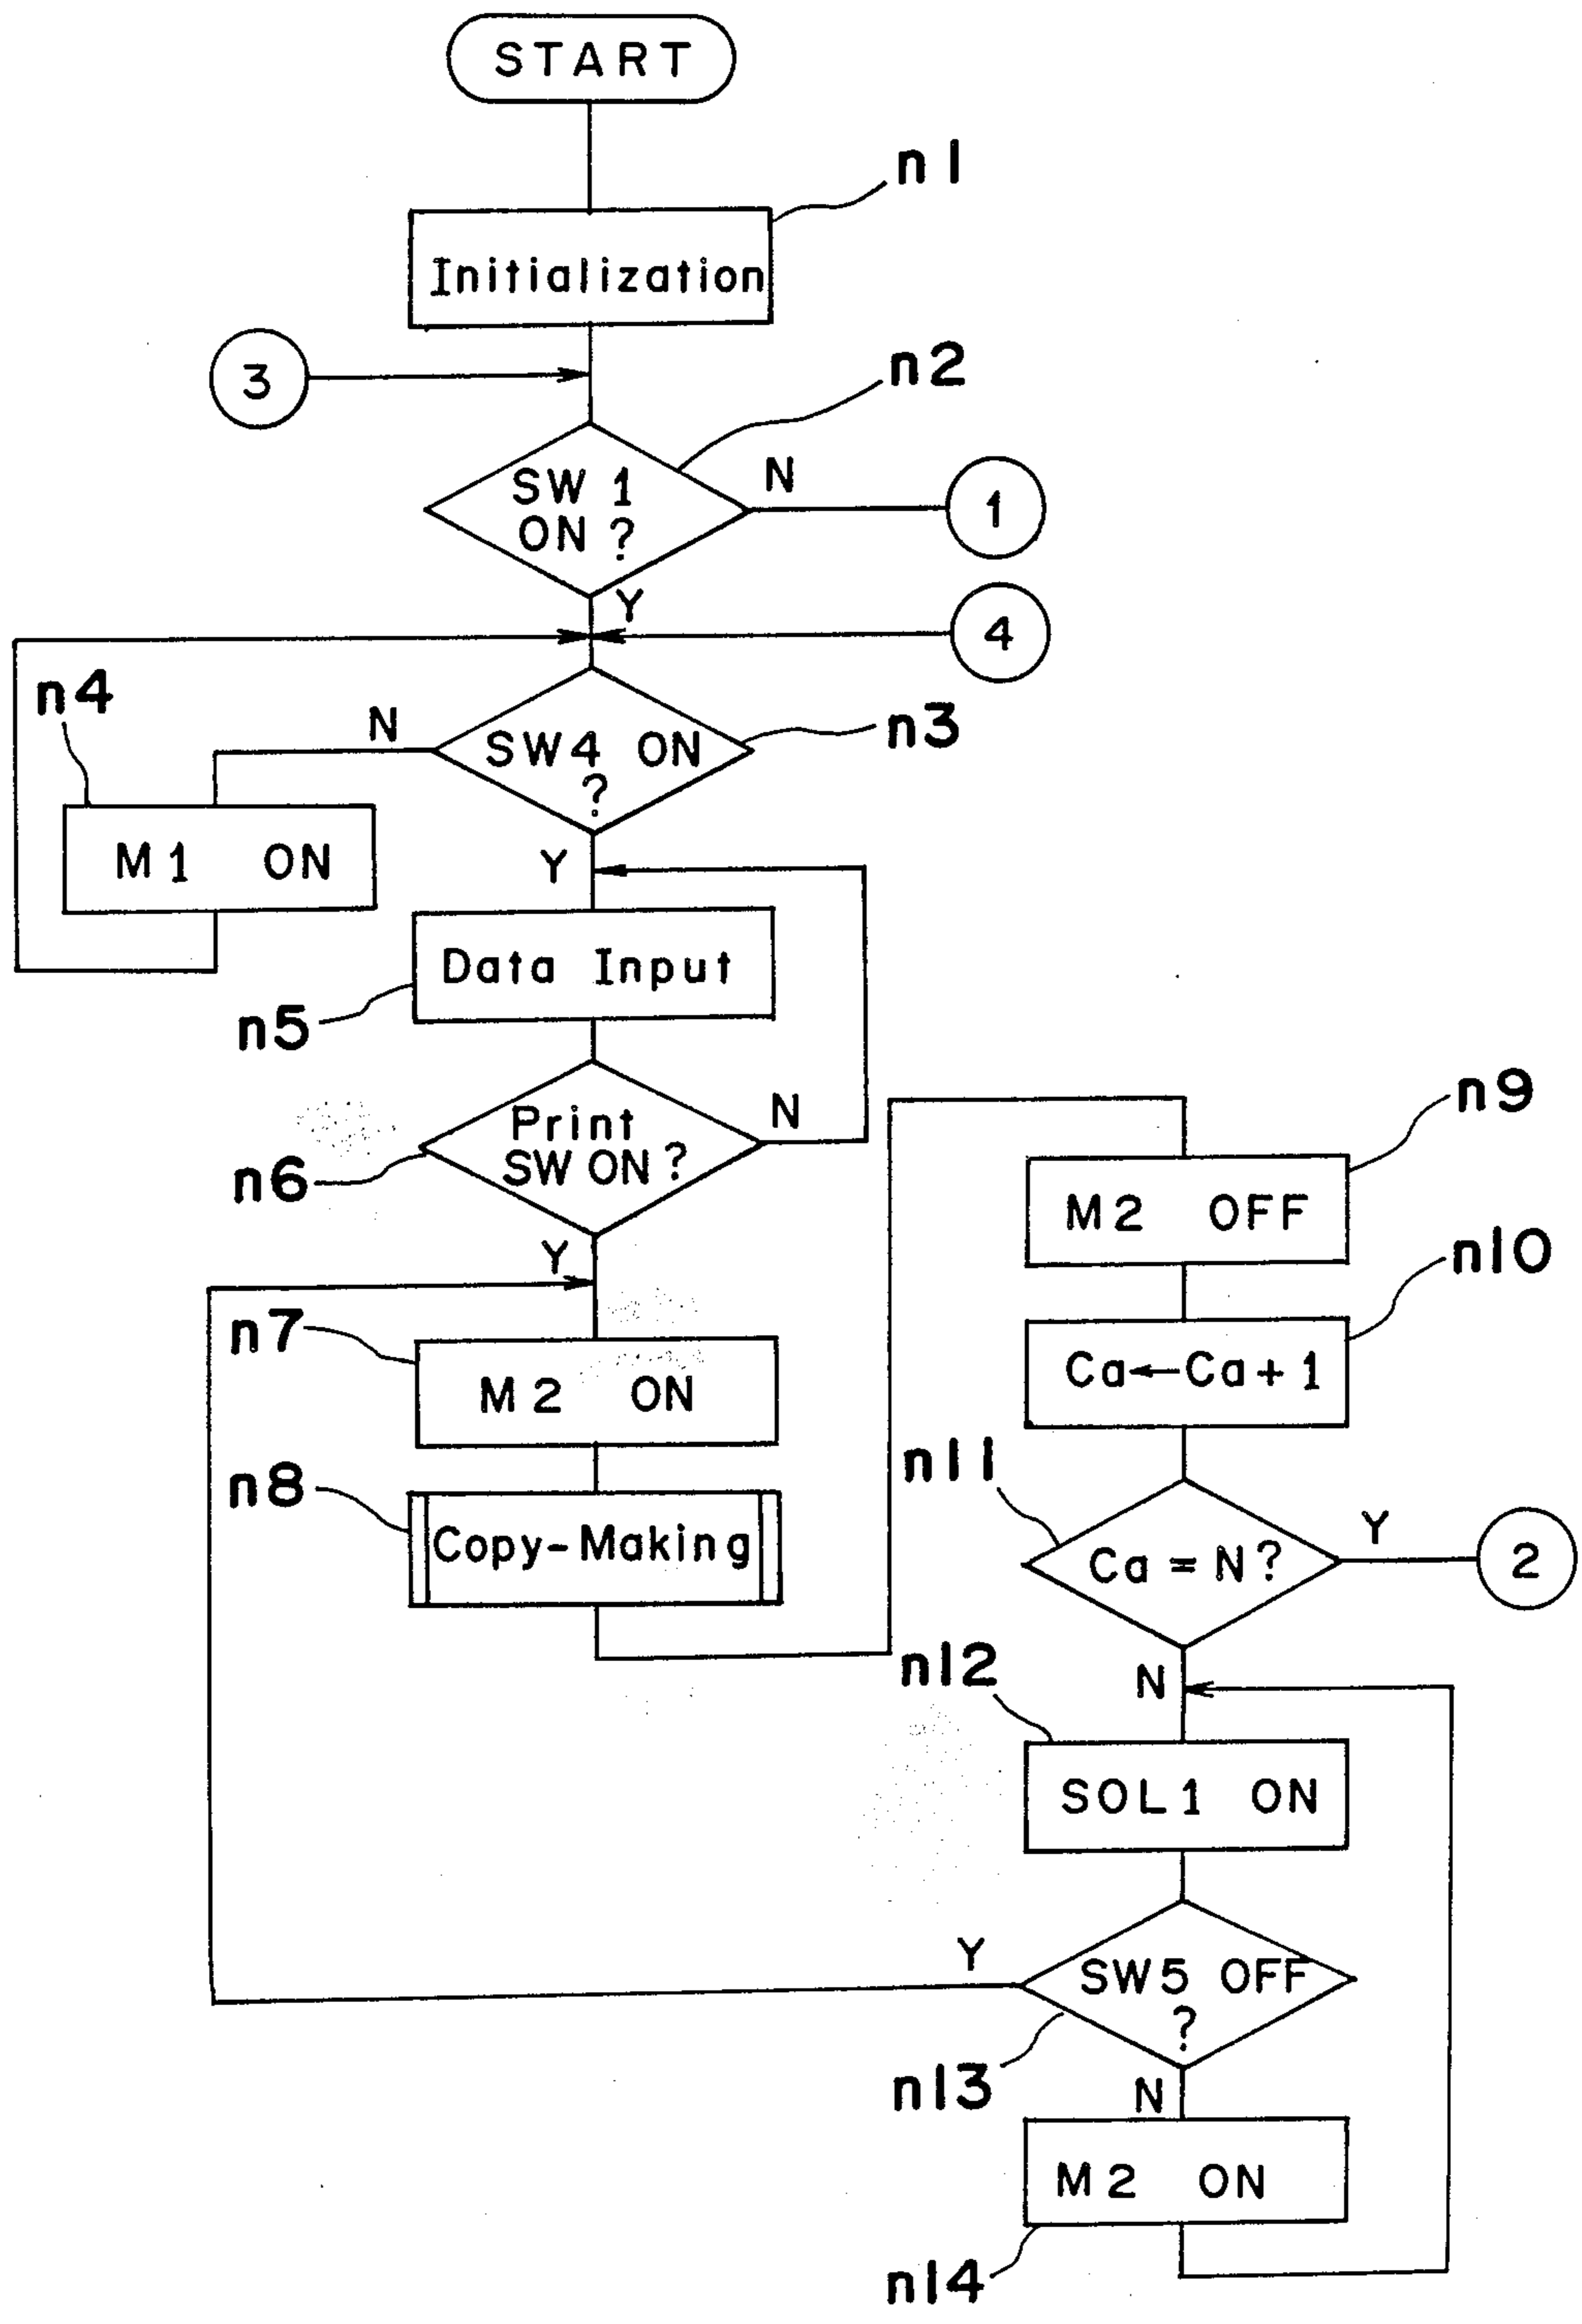 START
n1
Initialization
3
n2
SW 1
ON ?
N
1
Y
4
n4
N
n3
SW4 ON
?
M1 ON
Y
Data Input
n5
Print
SW ON ?
N
n6
Y
n7
M2 ON
n8
Copy-Making
n9
M2 OFF
n10
Ca←Ca+1
n11
Ca = N?
Y
2
N
n12
SOL1 ON
Y
SW5 OFF
?
n13
N
M2 ON
n14